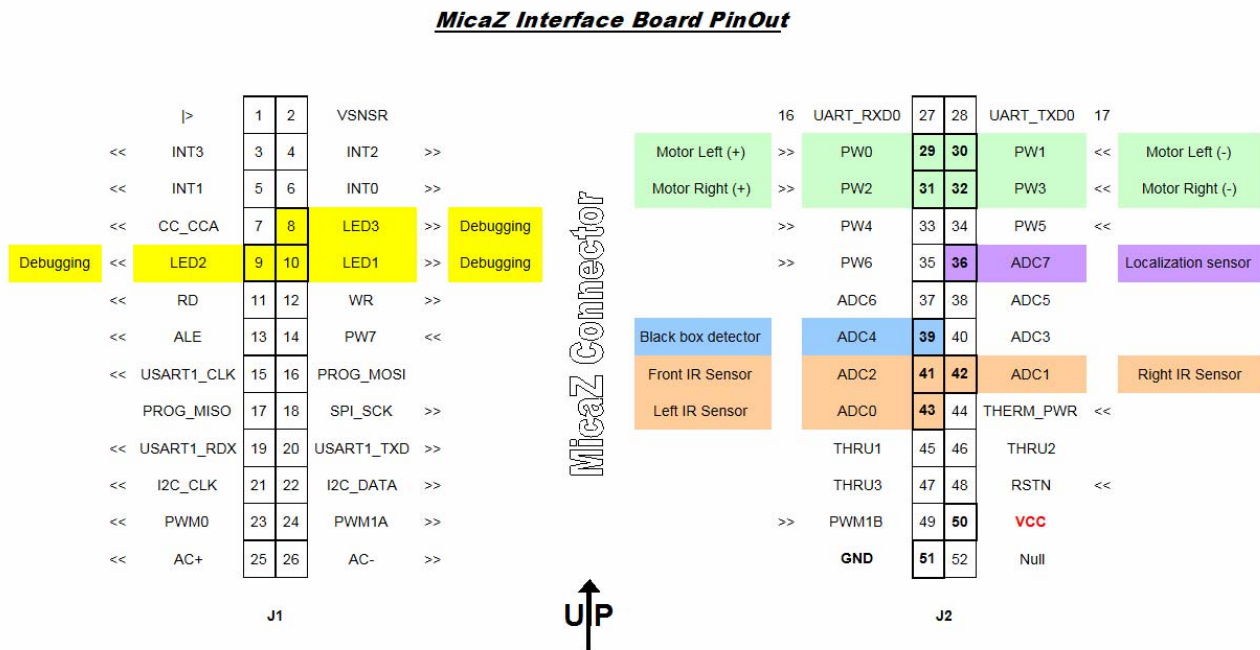 MicaZ Interface Board PinOut
|> 1 2 VSNSR 16 UART_RXD0 27 28 UART_TXD0 17
<< INT3 3 4 INT2 >> Motor Left (+) >> PW0 29 30 PW1 << Motor Left (-)
<< INT1 5 6 INT0 >> Motor Right (+) >> PW2 31 32 PW3 << Motor Right (-)
<< CC_CCA 7 8 LED3 >> Debugging >> PW4 33 34 PW5 <<
Debugging << LED2 9 10 LED1 >> Debugging >> PW6 35 36 ADC7 Localization sensor
<< RD 11 12 WR >> ADC6 37 38 ADC5
<< ALE 13 14 PW7 << Black box detector ADC4 39 40 ADC3
<< USART1_CLK 15 16 PROG_MOSI Front IR Sensor ADC2 41 42 ADC1 Right IR Sensor
PROG_MISO 17 18 SPI_SCK >> Left IR Sensor ADC0 43 44 THERM_PWR <<
<< USART1_RDX 19 20 USART1_TXD >> THRU1 45 46 THRU2
<< I2C_CLK 21 22 I2C_DATA >> THRU3 47 48 RSTN <<
<< PWM0 23 24 PWM1A >> >> PWM1B 49 50 VCC
<< AC+ 25 26 AC- >> GND 51 52 Null
MicaZ Connector
J1 UP J2